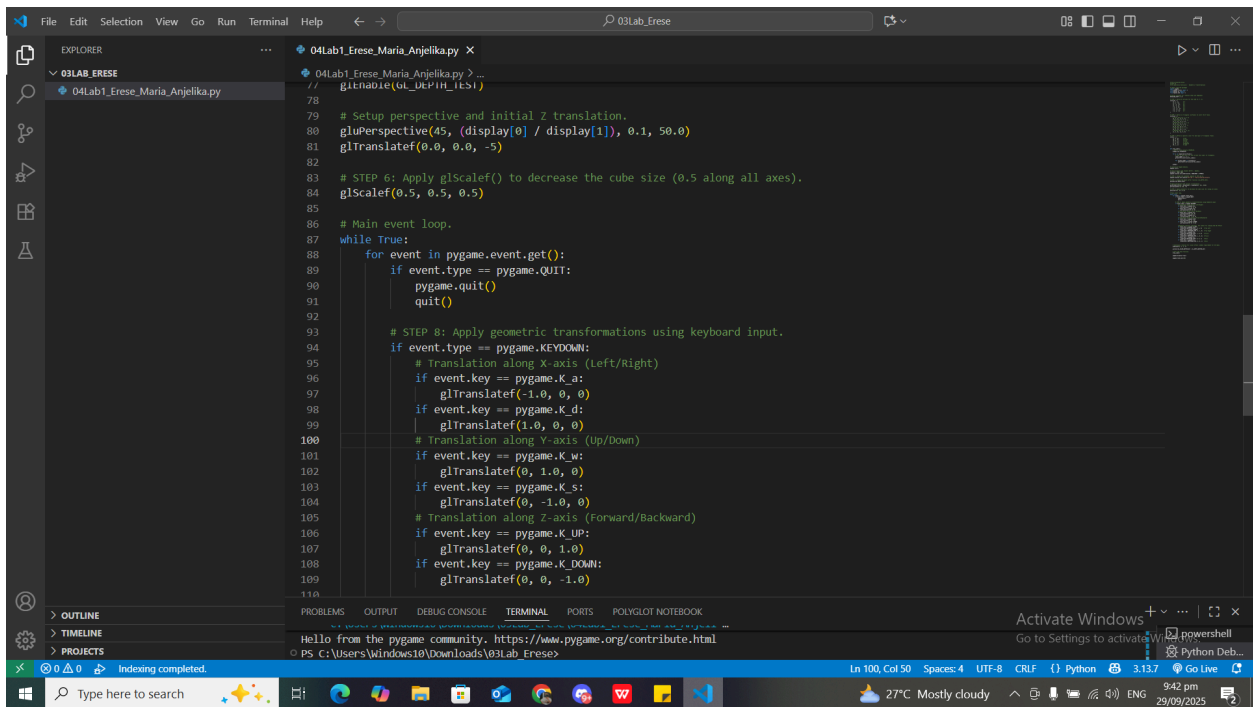 File Edit Selection View Go Run Terminal Help
03Lab_Erese
EXPLORER
03LAB_ERESE
04Lab1_Erese_Maria_Anjelika.py
04Lab1_Erese_Maria_Anjelika.py
04Lab1_Erese_Maria_Anjelika.py > ...
77 glEnable(GL_DEPTH_TEST)
78
79 # Setup perspective and initial Z translation.
80 gluPerspective(45, (display[0] / display[1]), 0.1, 50.0)
81 glTranslatef(0.0, 0.0, -5)
82
83 # STEP 6: Apply glScalef() to decrease the cube size (0.5 along all axes).
84 glScalef(0.5, 0.5, 0.5)
85
86 # Main event loop.
87 while True:
88 for event in pygame.event.get():
89 if event.type == pygame.QUIT:
90 pygame.quit()
91 quit()
92
93 # STEP 8: Apply geometric transformations using keyboard input.
94 if event.type == pygame.KEYDOWN:
95 # Translation along X-axis (Left/Right)
96 if event.key == pygame.K_a:
97 glTranslatef(-1.0, 0, 0)
98 if event.key == pygame.K_d:
99 glTranslatef(1.0, 0, 0)
100 # Translation along Y-axis (Up/Down)
101 if event.key == pygame.K_w:
102 glTranslatef(0, 1.0, 0)
103 if event.key == pygame.K_s:
104 glTranslatef(0, -1.0, 0)
105 # Translation along Z-axis (Forward/Backward)
106 if event.key == pygame.K_UP:
107 glTranslatef(0, 0, 1.0)
108 if event.key == pygame.K_DOWN:
109 glTranslatef(0, 0, -1.0)
110
OUTLINE
TIMELINE
PROJECTS
PROBLEMS OUTPUT DEBUG CONSOLE TERMINAL PORTS POLYGLOT NOTEBOOK
Hello from the pygame community. https://www.pygame.org/contribute.html
PS C:\Users\Windows10\Downloads\03Lab_Erese>
Activate Windows
Go to Settings to activate Windows.
powershell
Python Deb...
0 0 Indexing completed.
Ln 100, Col 50 Spaces: 4 UTF-8 CRLF {} Python 3.13.7 Go Live
Type here to search
27°C Mostly cloudy
ENG
9:42 pm
29/09/2025
2